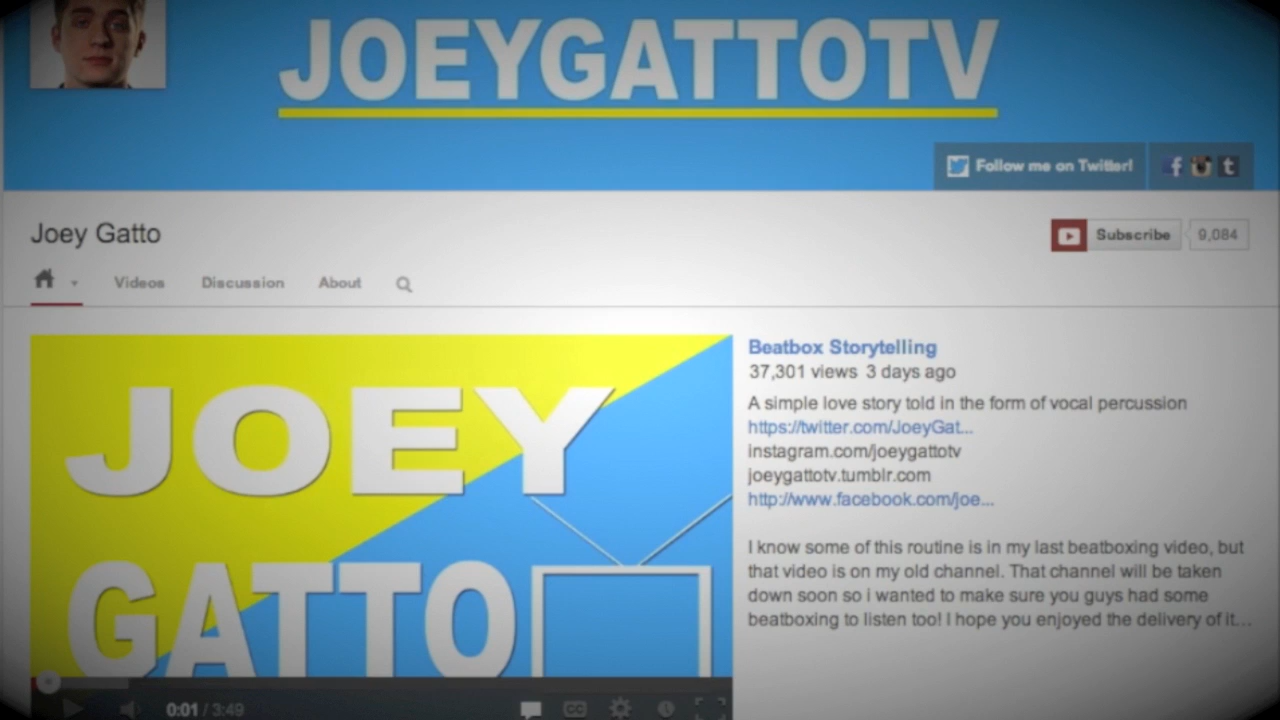 JOEYGATTOTV
Follow me on Twitter!
Joey Gatto
Subscribe
9,084
Videos
Discussion
About
JOEY
GATTO
0:01 / 3:49
CC
Beatbox Storytelling
37,301 views 3 days ago
A simple love story told in the form of vocal percussion
https://twitter.com/JoeyGat...
instagram.com/joeygattotv
joeygattotv.tumblr.com
http://www.facebook.com/joe...
I know some of this routine is in my last beatboxing video, but
that video is on my old channel. That channel will be taken
down soon so i wanted to make sure you guys had some
beatboxing to listen too! I hope you enjoyed the delivery of it...